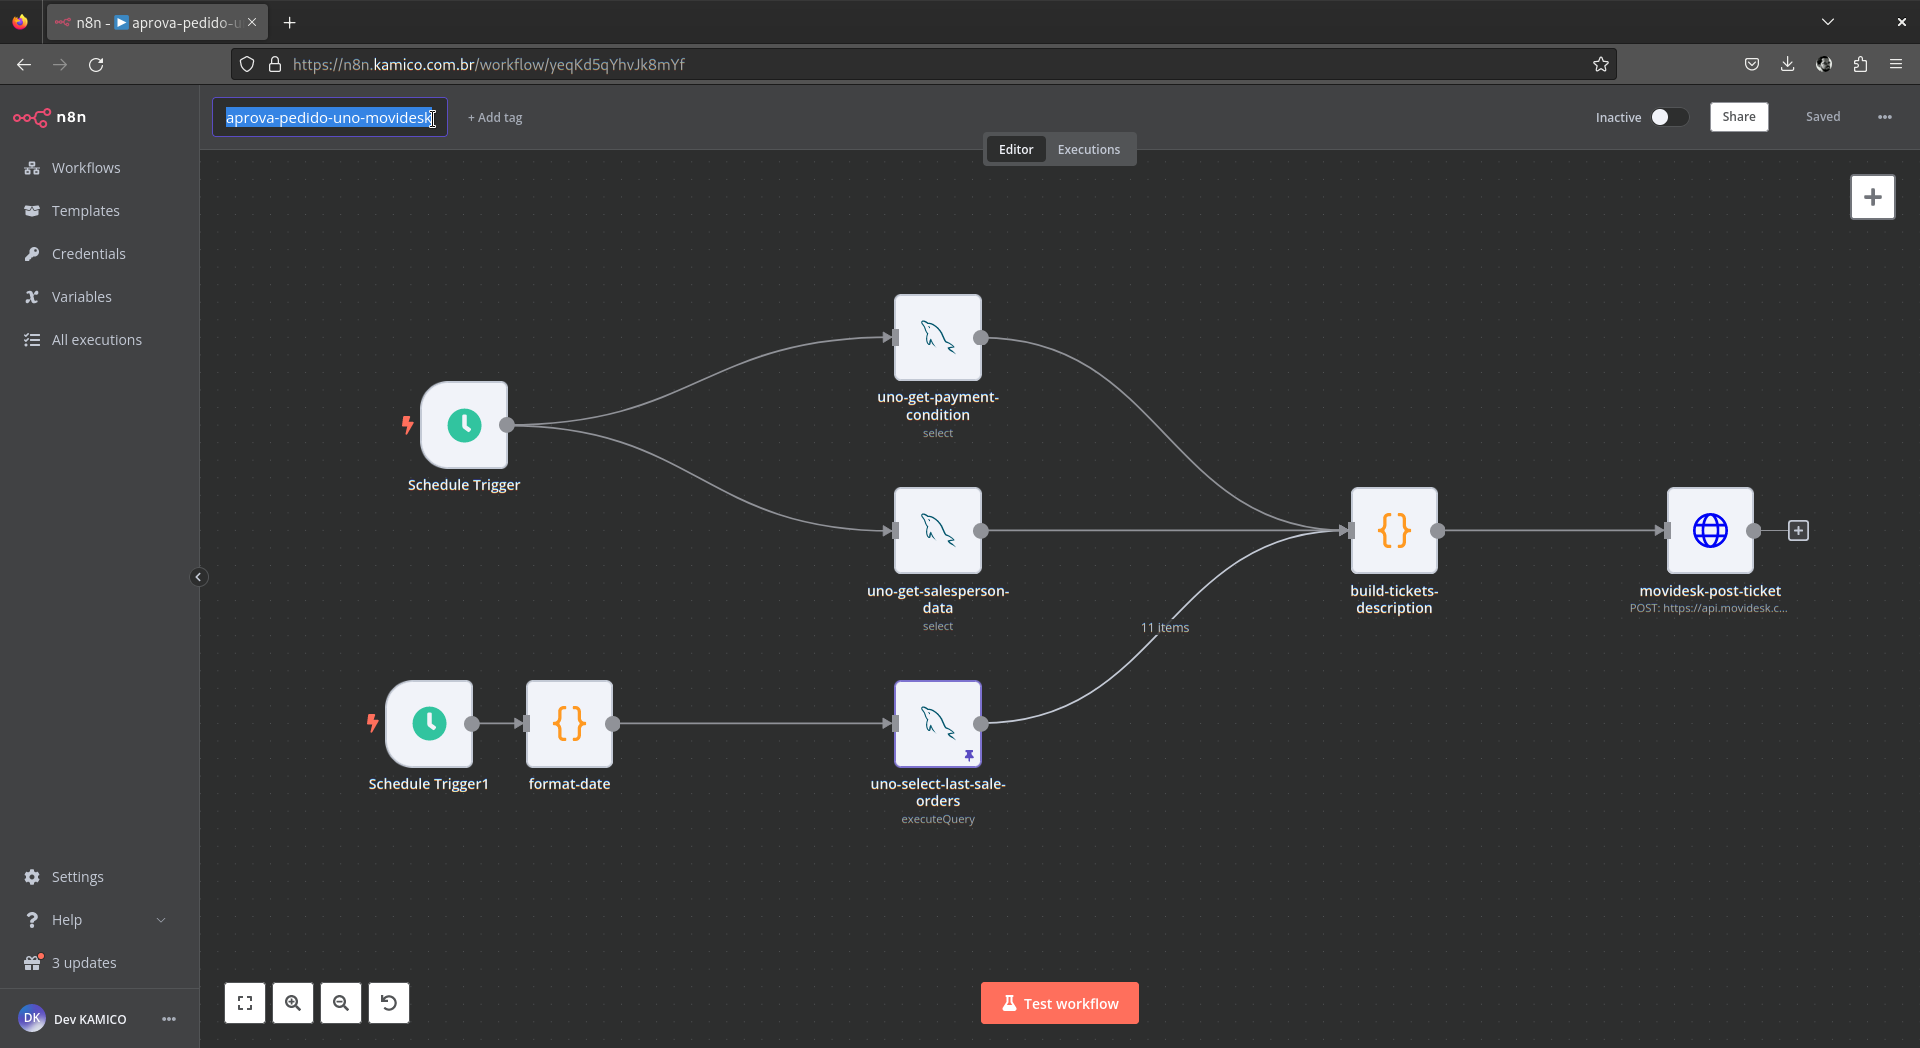 n8n - ▶ aprova-pedido-u
https://n8n.kamico.com.br/workflow/yeqKd5qYhvJk8mYf
n8n
aprova-pedido-uno-movidesk
+ Add tag
Inactive
Share
Saved
Editor
Executions
Workflows
Templates
Credentials
Variables
All executions
uno-get-payment-
condition
select
Schedule Trigger
uno-get-salesperson-
data
select
build-tickets-
description
movidesk-post-ticket
POST: https://api.movidesk.c...
11 items
Schedule Trigger1
format-date
uno-select-last-sale-
orders
executeQuery
Settings
Help
3 updates
DK
Dev KAMICO
Test workflow